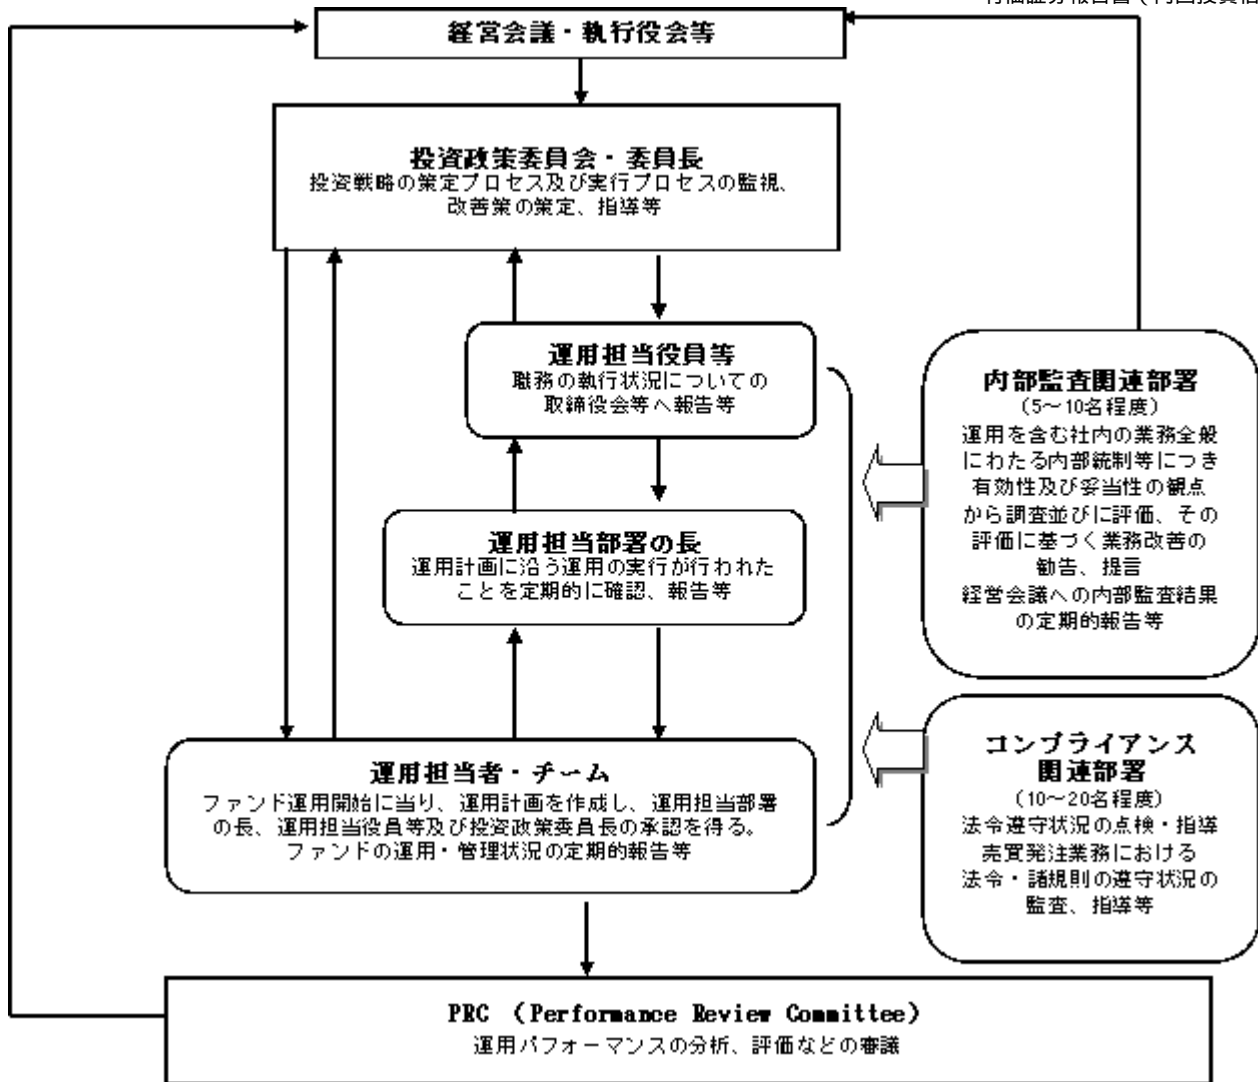 経営会議・執行役会等
投資政策委員会・委員長
投資戦略の策定プロセス及び実行プロセスの監視、
改善策の策定、指導等
運用担当役員等
職務の執行状況についての
取締役会等へ報告等
運用担当部署の長
運用計画に沿う運用の実行が行われた
ことを定期的に確認、報告等
運用担当者・チーム
ファンド運用開始に当り、運用計画を作成し、運用担当部署
の長、運用担当役員等及び投資政策委員長の承認を得る。
ファンドの運用・管理状況の定期的報告等
内部監査関連部署
(5～10名程度)
運用を含む社内の業務全般
にわたる内部統制等につき
有効性及び妥当性の観点
から調査並びに評価、その
評価に基づく業務改善の
勧告、提言
経営会議への内部監査結果
の定期的報告等
コンプライアンス
関連部署
(10～20名程度)
法令遵守状況の点検・指導
売買発注業務における
法令・諸規則の遵守状況の
監査、指導等
PRC （Performance Review Committee）
運用パフォーマンスの分析、評価などの審議